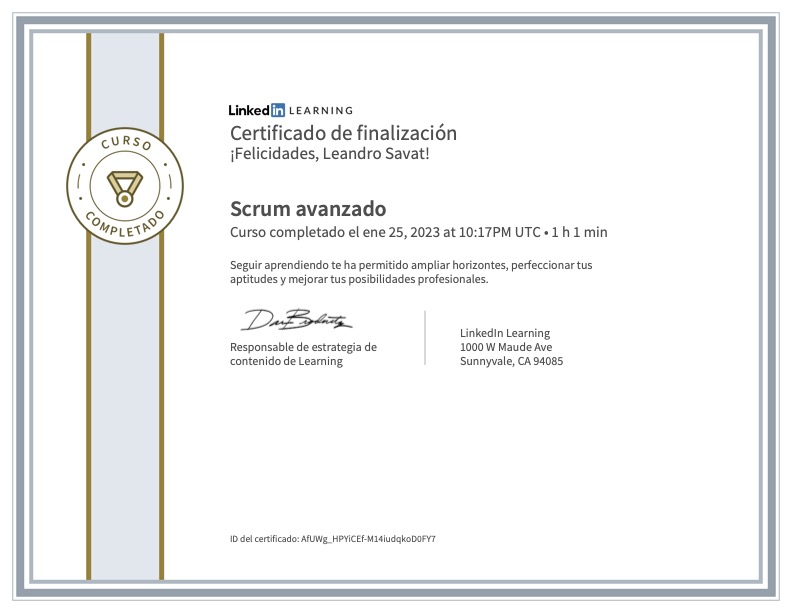 CURSO
COMPLETADO
Linked in LEARNING
Certificado de finalización
¡Felicidades, Leandro Savat!
Scrum avanzado
Curso completado el ene 25, 2023 at 10:17PM UTC • 1 h 1 min
Seguir aprendiendo te ha permitido ampliar horizontes, perfeccionar tus
aptitudes y mejorar tus posibilidades profesionales.
Responsable de estrategia de
contenido de Learning
LinkedIn Learning
1000 W Maude Ave
Sunnyvale, CA 94085
ID del certificado: AfUWg_HPYiCEf-M14iudqkoD0FY7